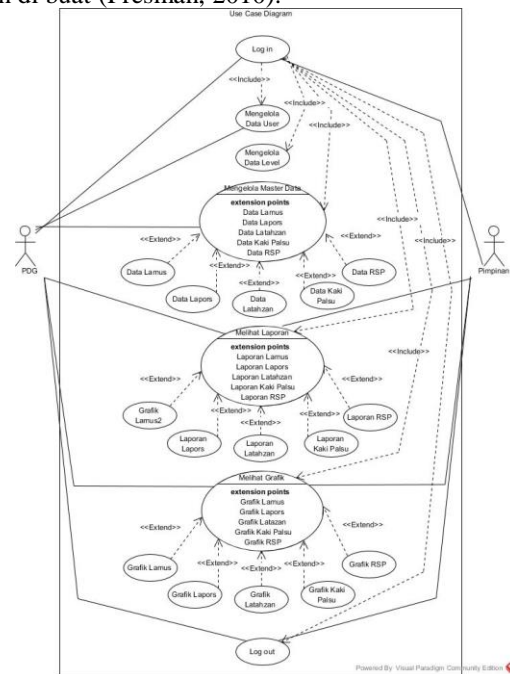 di buat (Presman, 2010).
Use Case Diagram
Log in
<<Include>>
Mengelola
Data User
<<Include>>
<<Include>>
<<Include>>
Mengelola
Data Level
Mengelola Master Data
extension points
Data Lamus
Data Lapors
Data Latahzan
Data Kaki Palsu
Data RSP
<<Include>>
<<Include>>
PDG
Pimpinan
<<Extend>>
<<Extend>>
<<Extend>>
<<Extend>>
<<Extend>>
Data Lamus
Data RSP
Data Lapors
Data
Latahzan
Data Kaki
Palsu
Melihat Laporan
extension points
Laporan Lamus
Laporan Lapors
Laporan Latahzan
Laporan Kaki Palsu
Laporan RSP
<<Include>>
<<Extend>>
<<Extend>>
<<Extend>>
<<Extend>>
<<Extend>>
Grafik
Lamus2
Laporan RSP
Laporan
Lapors
Laporan
Latahzan
Laporan
Kaki Palsu
Melihat Grafik
extension points
Grafik Lamus
Grafik Lapors
Grafik Latazan
Grafik Kaki Palsu
Grafik RSP
<<Extend>>
<<Extend>>
<<Extend>>
<<Extend>>
<<Extend>>
Grafik Lamus
Grafik RSP
Grafik Lapors
Grafik
Latahzan
Grafik Kaki
Palsu
Log out
Powered By Visual Paradigm Community Edition